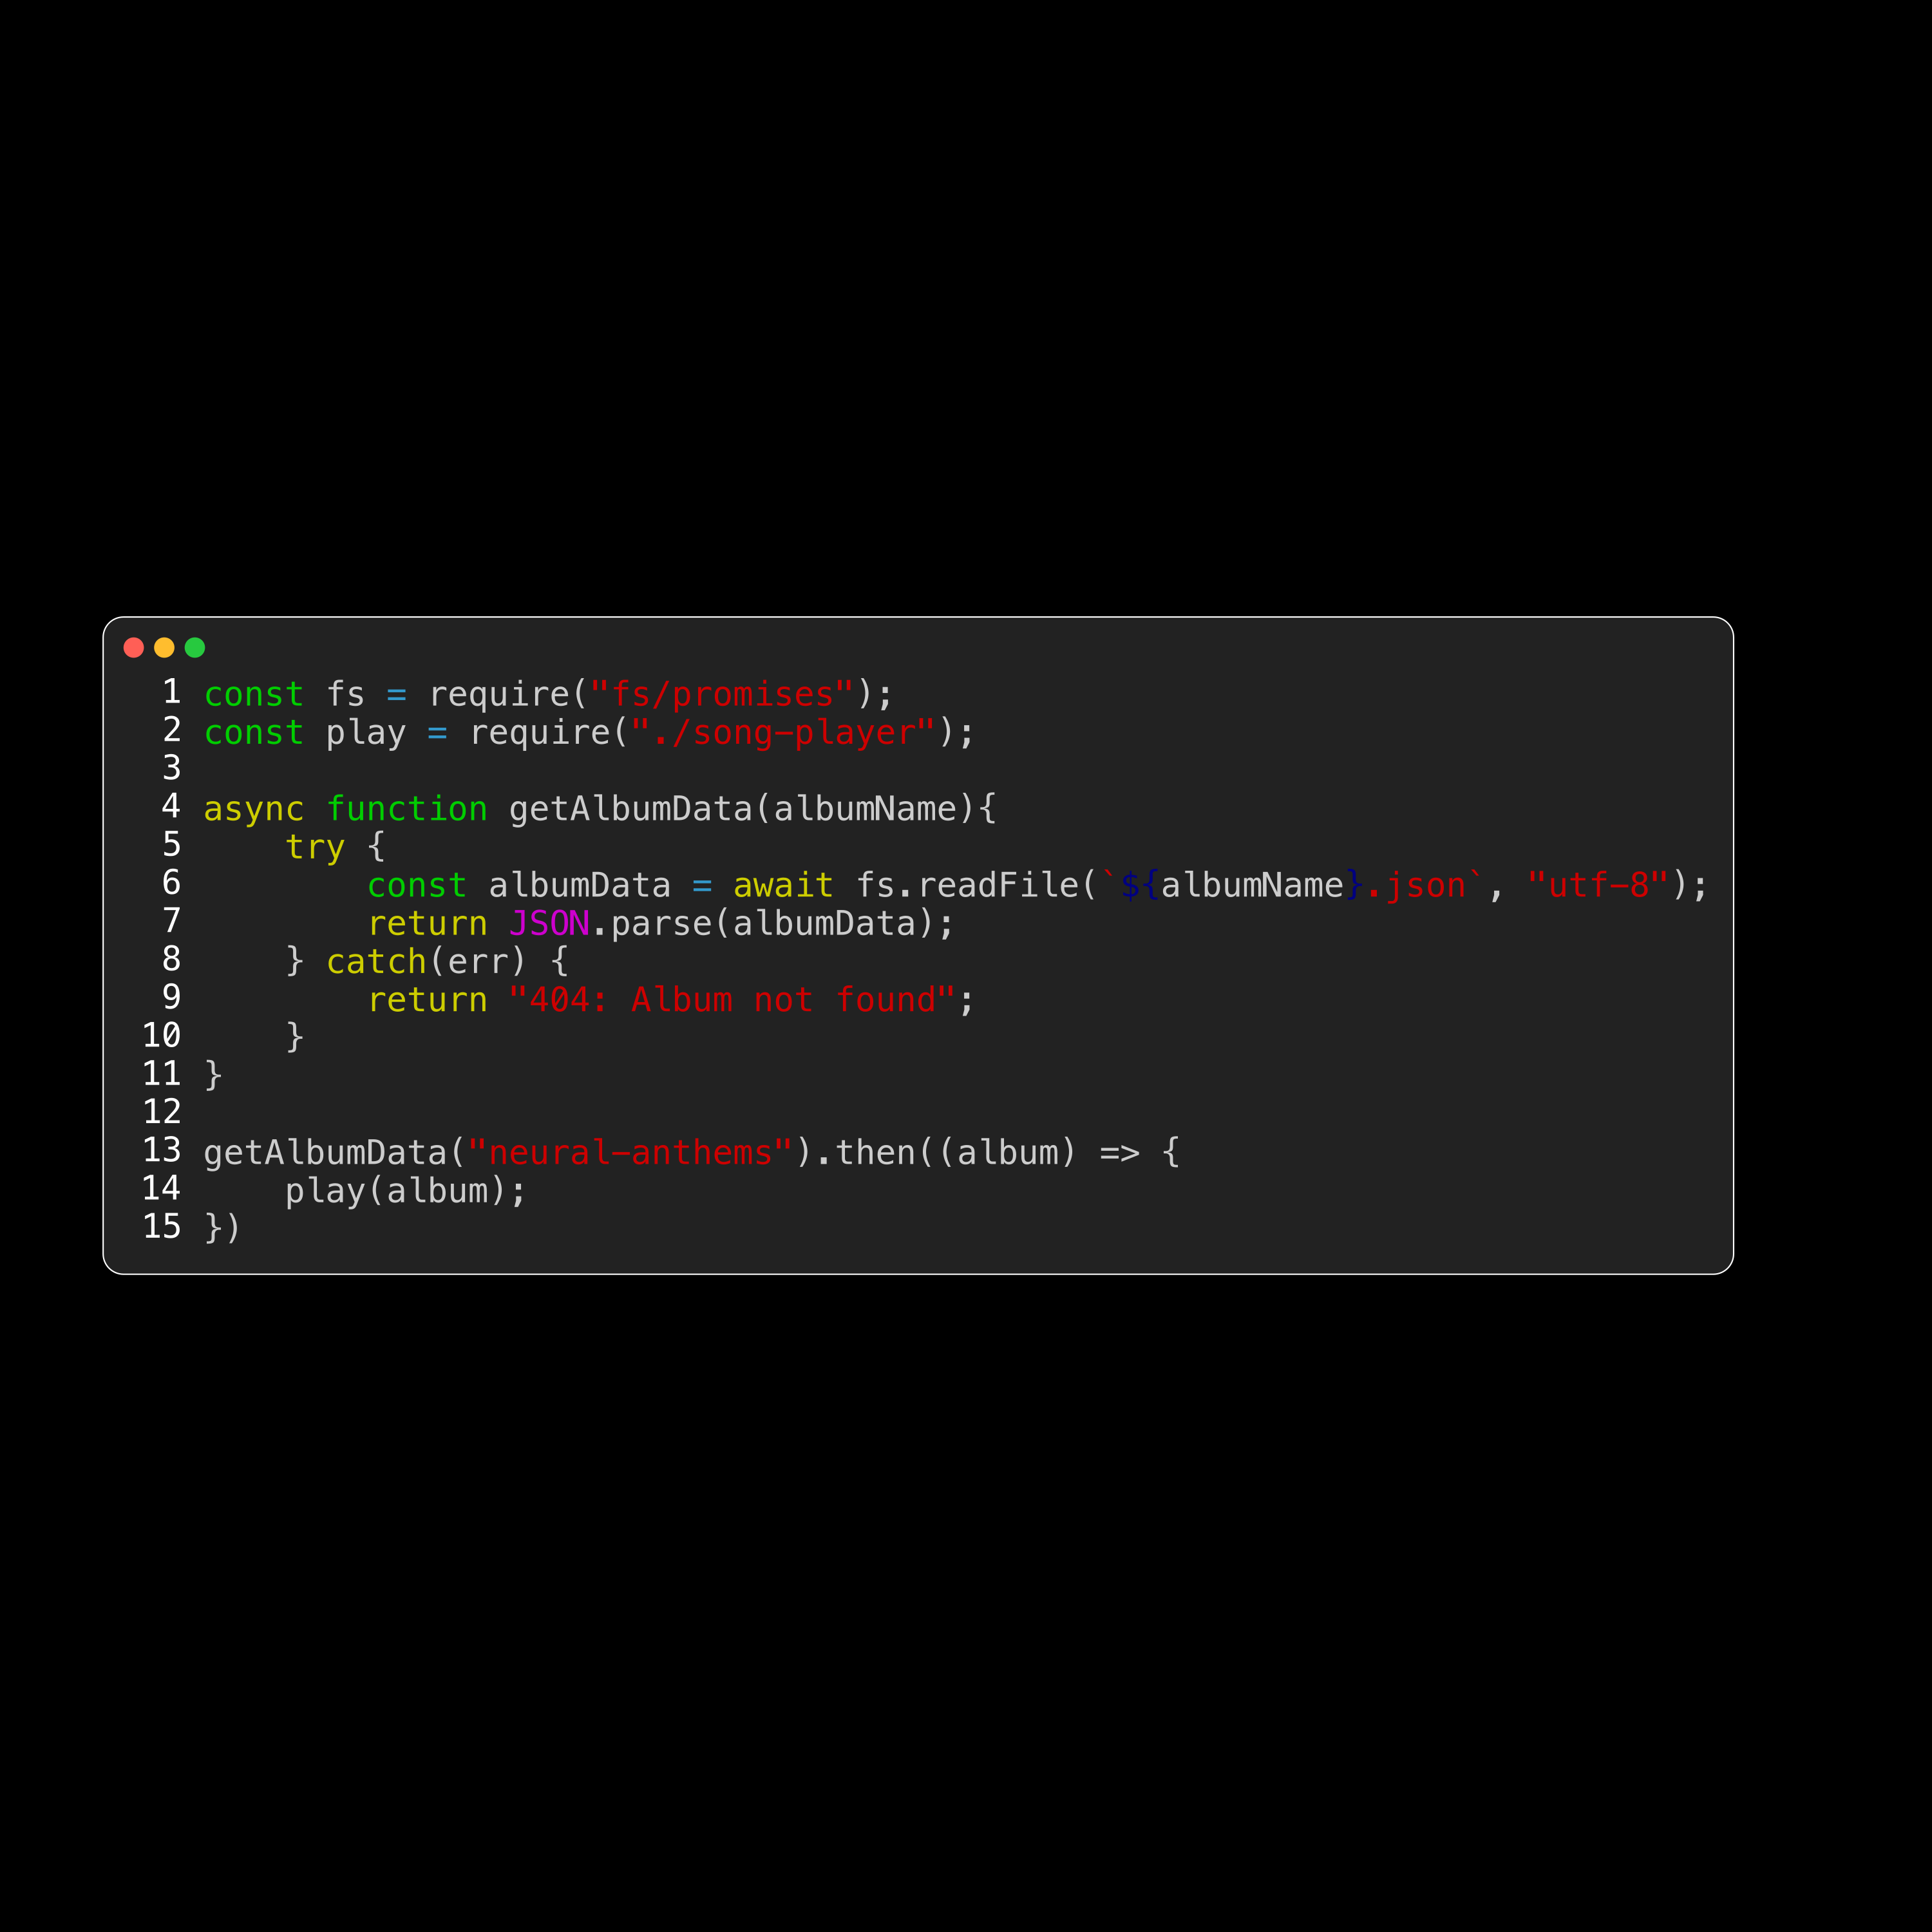 1 const fs = require("fs/promises");
2 const play = require("./song-player");
3
4 async function getAlbumData(albumName){
5     try {
6         const albumData = await fs.readFile(`${albumName}.json`, "utf-8");
7         return JSON.parse(albumData);
8     } catch(err) {
9         return "404: Album not found";
10     }
11 }
12
13 getAlbumData("neural-anthems").then((album) => {
14     play(album);
15 })